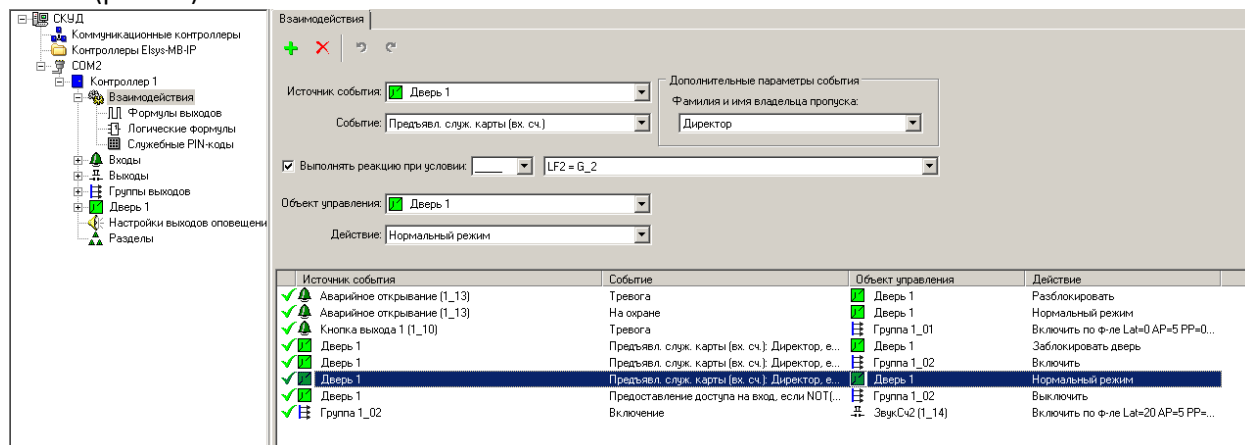 СКУД
Коммуникационные контроллеры
Контроллеры Elsys-MB-IP
COM2
Контроллер 1
Взаимодействия
Формулы выходов
Логические формулы
Служебные PIN-коды
Входы
Выходы
Группы выходов
Дверь 1
Настройки выходов оповещени
Разделы
Взаимодействия
Источник события: Дверь 1
Событие: Предъявл. служ. карты (вх. сч.)
Дополнительные параметры события
Фамилия и имя владельца пропуска:
Директор
Выполнять реакцию при условии: ____ LF2 = G_2
Объект управления: Дверь 1
Действие: Нормальный режим
Источник события Событие Объект управления Действие
Аварийное открывание (1_13) Тревога Дверь 1 Разблокировать
Аварийное открывание (1_13) На охране Дверь 1 Нормальный режим
Кнопка выхода 1 (1_10) Тревога Группа 1_01 Включить по ф-ле Lat=0 AP=5 PP=0...
Дверь 1 Предъявл. служ. карты (вх. сч.): Директор, е... Дверь 1 Заблокировать дверь
Дверь 1 Предъявл. служ. карты (вх. сч.): Директор, е... Группа 1_02 Включить
Дверь 1 Предъявл. служ. карты (вх. сч.): Директор, е... Дверь 1 Нормальный режим
Дверь 1 Предоставление доступа на вход, если NOT(... Группа 1_02 Выключить
Группа 1_02 Включение ЗвукСч2 (1_14) Включить по ф-ле Lat=20 AP=5 PP=...